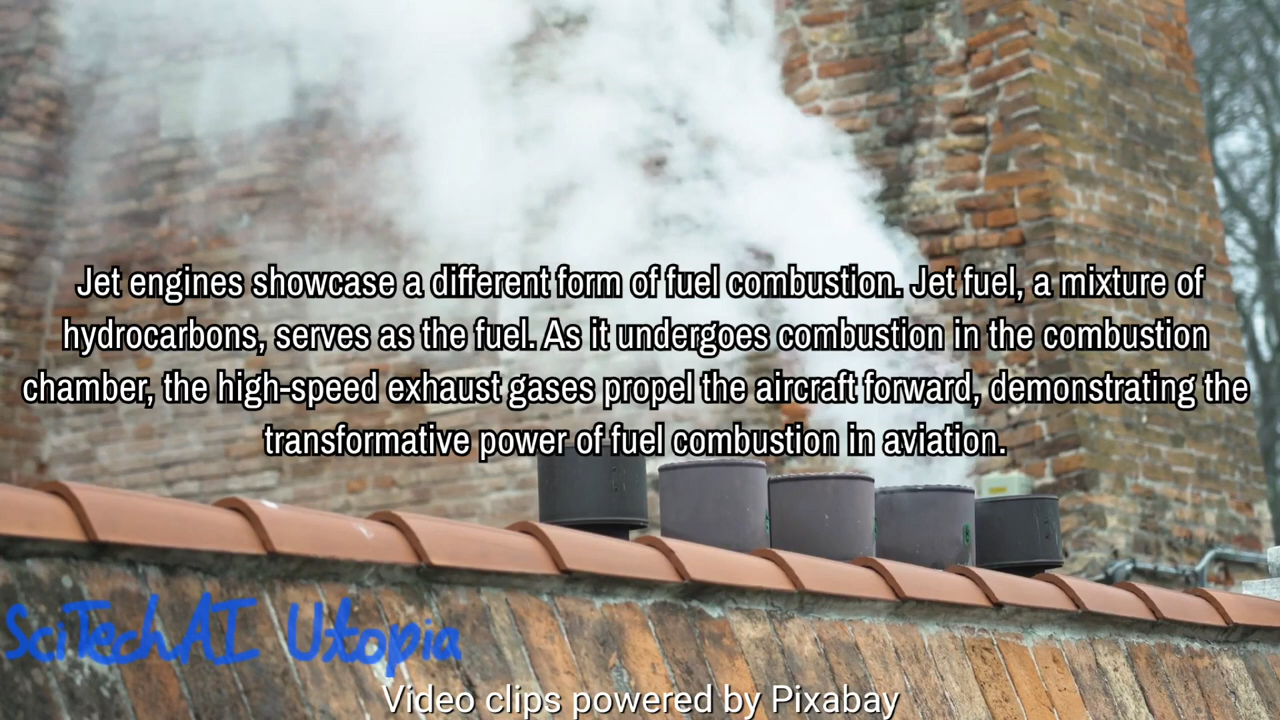 Jet engines showcase a different form of fuel combustion. Jet fuel, a mixture of
hydrocarbons, serves as the fuel. As it undergoes combustion in the combustion
chamber, the high-speed exhaust gases propel the aircraft forward, demonstrating the
transformative power of fuel combustion in aviation.
SciTechAI Utopia
Video clips powered by Pixabay